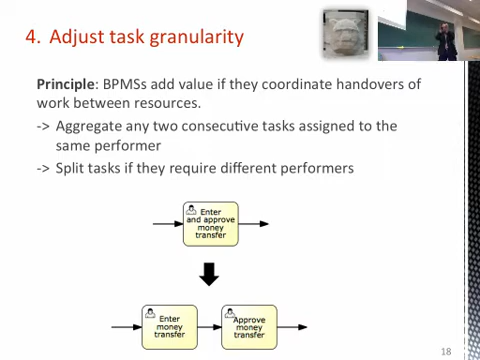 4. Adjust task granularity
Principle: BPMSs add value if they coordinate handovers of
work between resources.
-> Aggregate any two consecutive tasks assigned to the
same performer
-> Split tasks if they require different performers
Enter
and approve
money
transfer
Enter
money
transfer
Approve
money
transfer
18